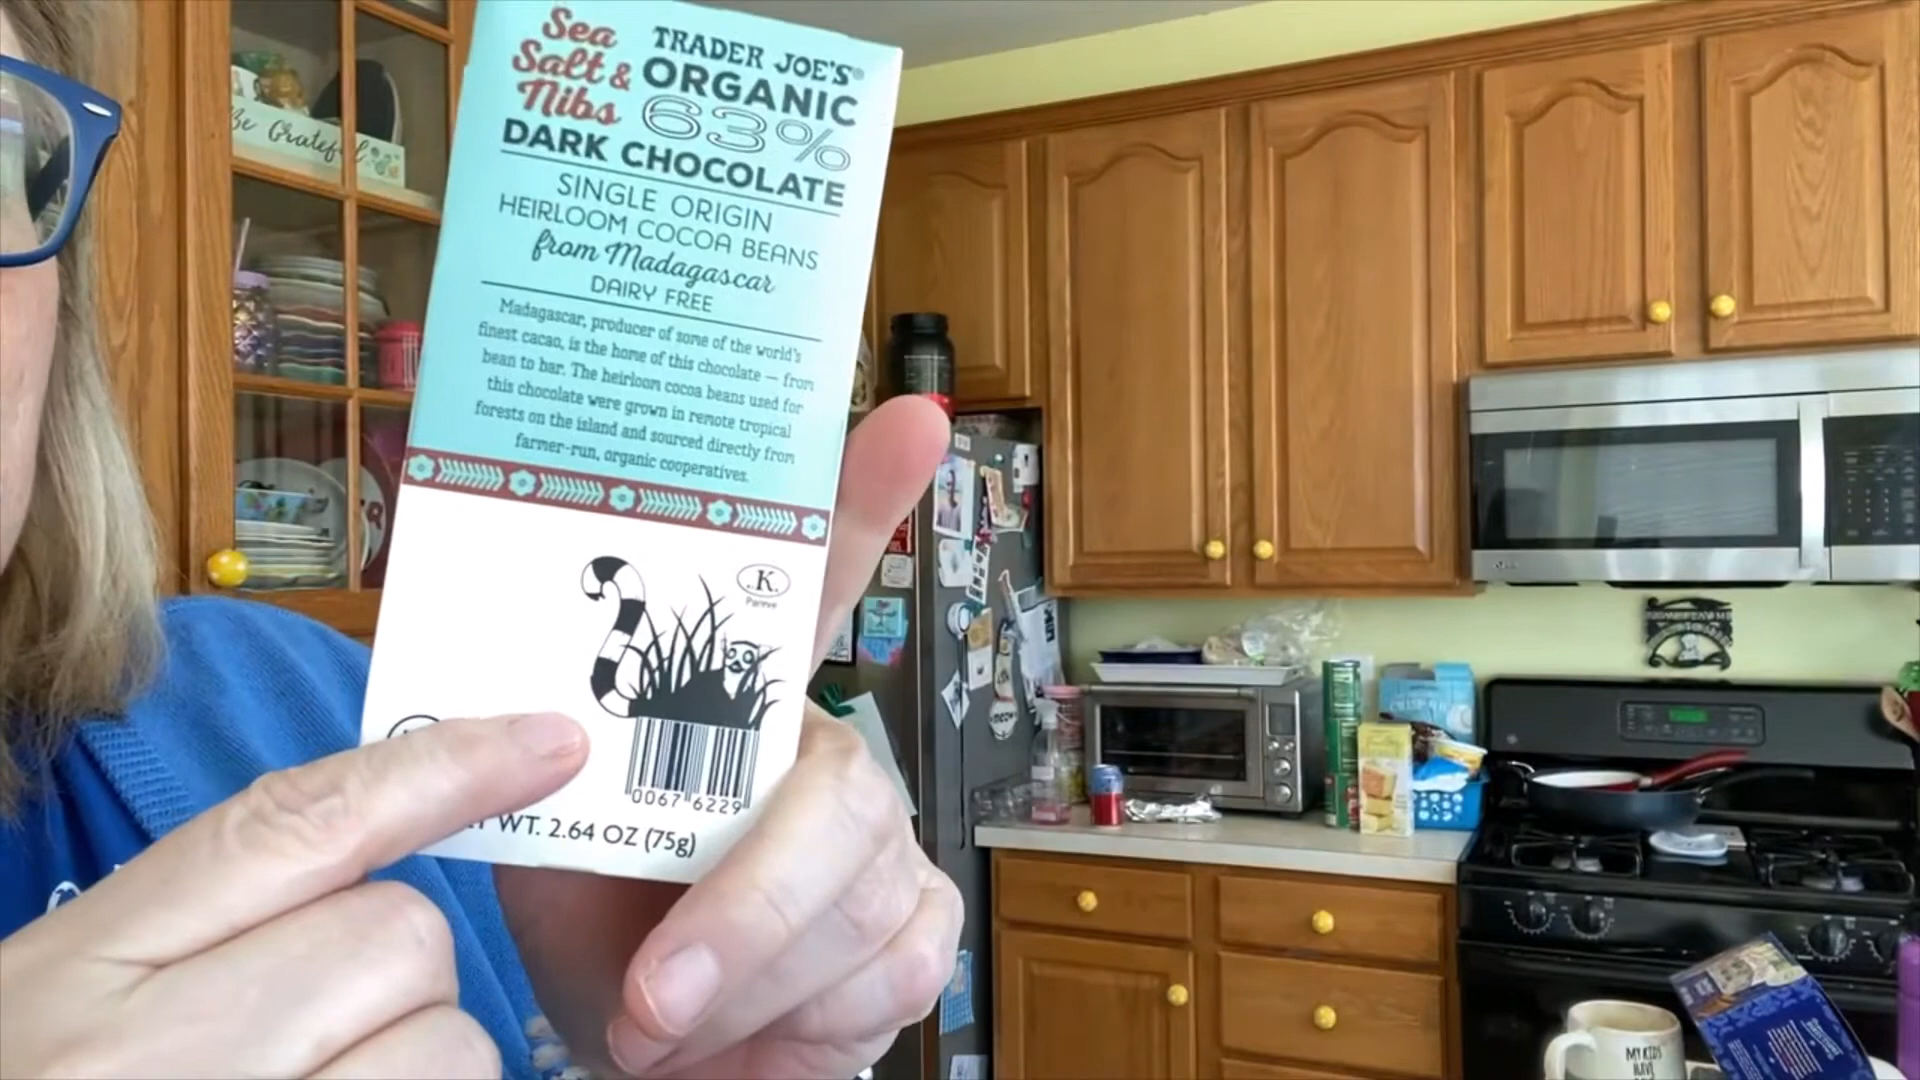 Be Grateful
Sea
Salt &
Nibs
TRADER JOE'S®
ORGANIC
63%
DARK CHOCOLATE
SINGLE ORIGIN
HEIRLOOM COCOA BEANS
from Madagascar
DAIRY FREE
Madagascar, producer of some of the world's
finest cacao, is the home of this chocolate — from
bean to bar. The heirloom cocoa beans used for
this chocolate were grown in remote tropical
forests on the island and sourced directly from
farmer-run, organic cooperatives.
K
Pareve
0067 6229
WT. 2.64 OZ (75g)
MY KIDS
HAVE